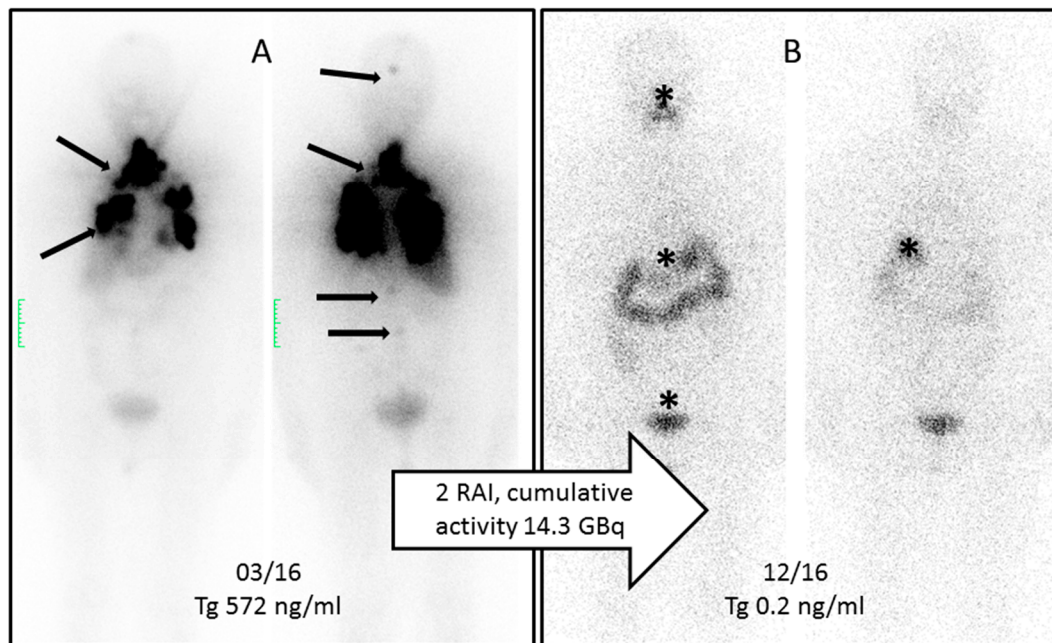 A
B
*
*
*
*
2 RAI, cumulative
activity 14.3 GBq
03/16
Tg 572 ng/ml
12/16
Tg 0.2 ng/ml